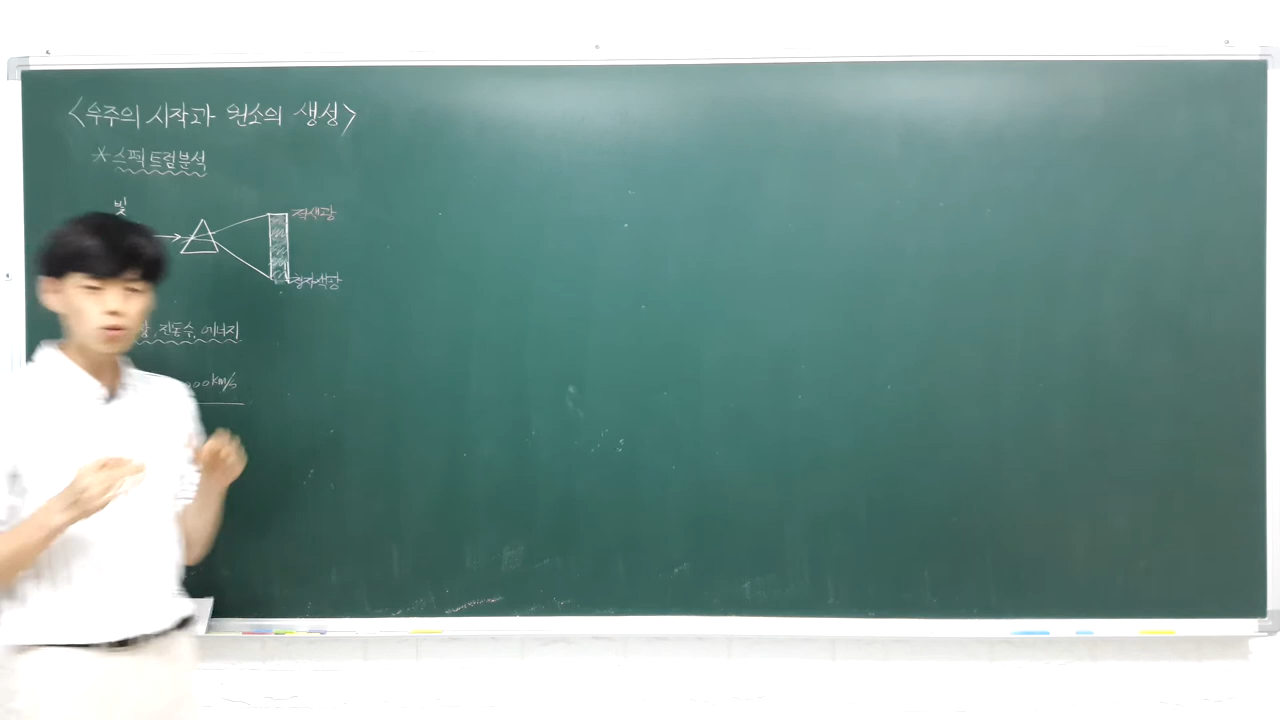 <우주의 시작과 원소의 생성>
*스펙트럼분석
빛
적색광
청자색광
진동수, 에너지
000km/s